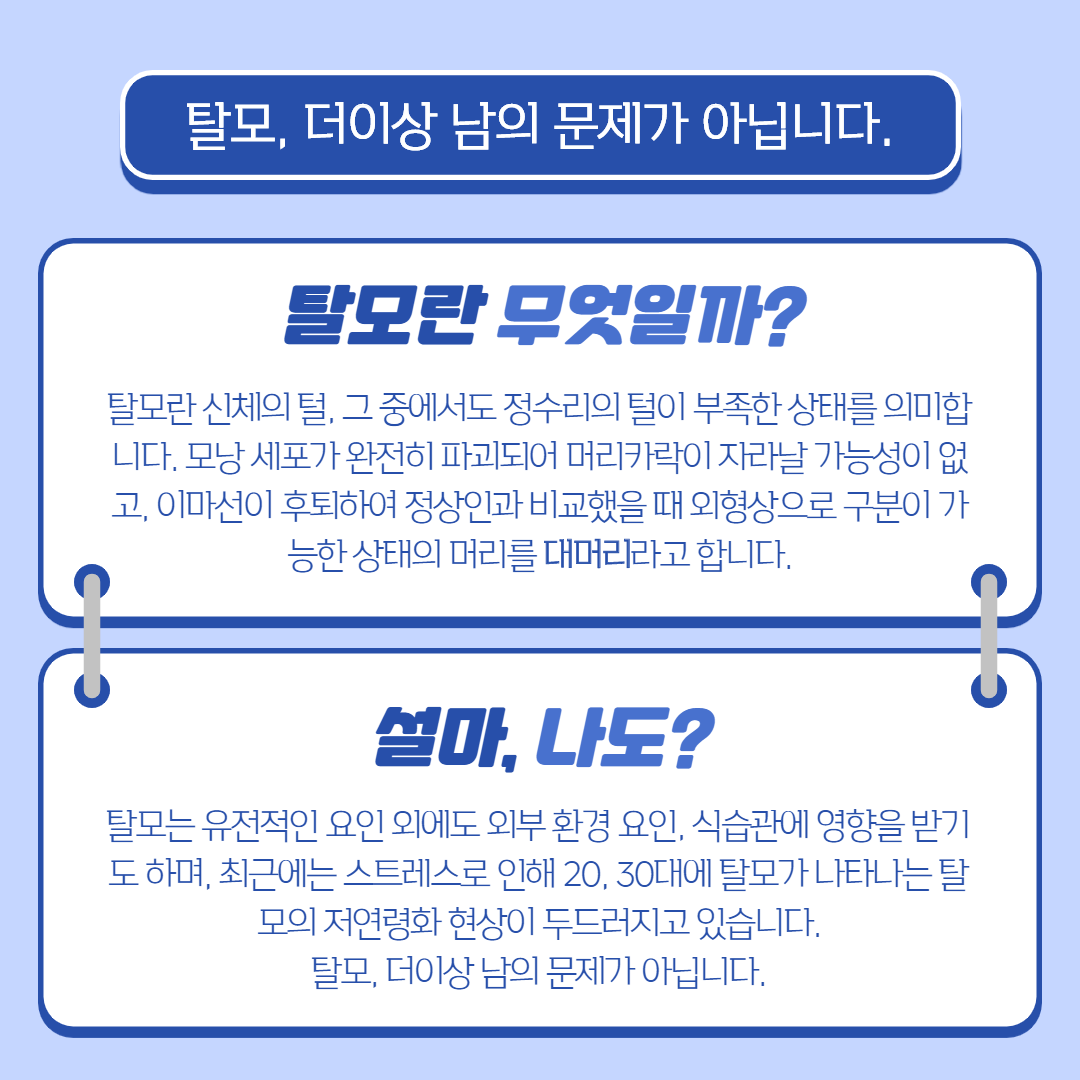 탈모, 더이상 남의 문제가 아닙니다.
탈모란 무엇일까?
탈모란 신체의 털, 그 중에서도 정수리의 털이 부족한 상태를 의미합
니다. 모낭 세포가 완전히 파괴되어 머리카락이 자라날 가능성이 없
고, 이마선이 후퇴하여 정상인과 비교했을 때 외형상으로 구분이 가
능한 상태의 머리를 대머리라고 합니다.
설마, 나도?
탈모는 유전적인 요인 외에도 외부 환경 요인, 식습관에 영향을 받기
도 하며, 최근에는 스트레스로 인해 20, 30대에 탈모가 나타나는 탈
모의 저연령화 현상이 두드러지고 있습니다.
탈모, 더이상 남의 문제가 아닙니다.